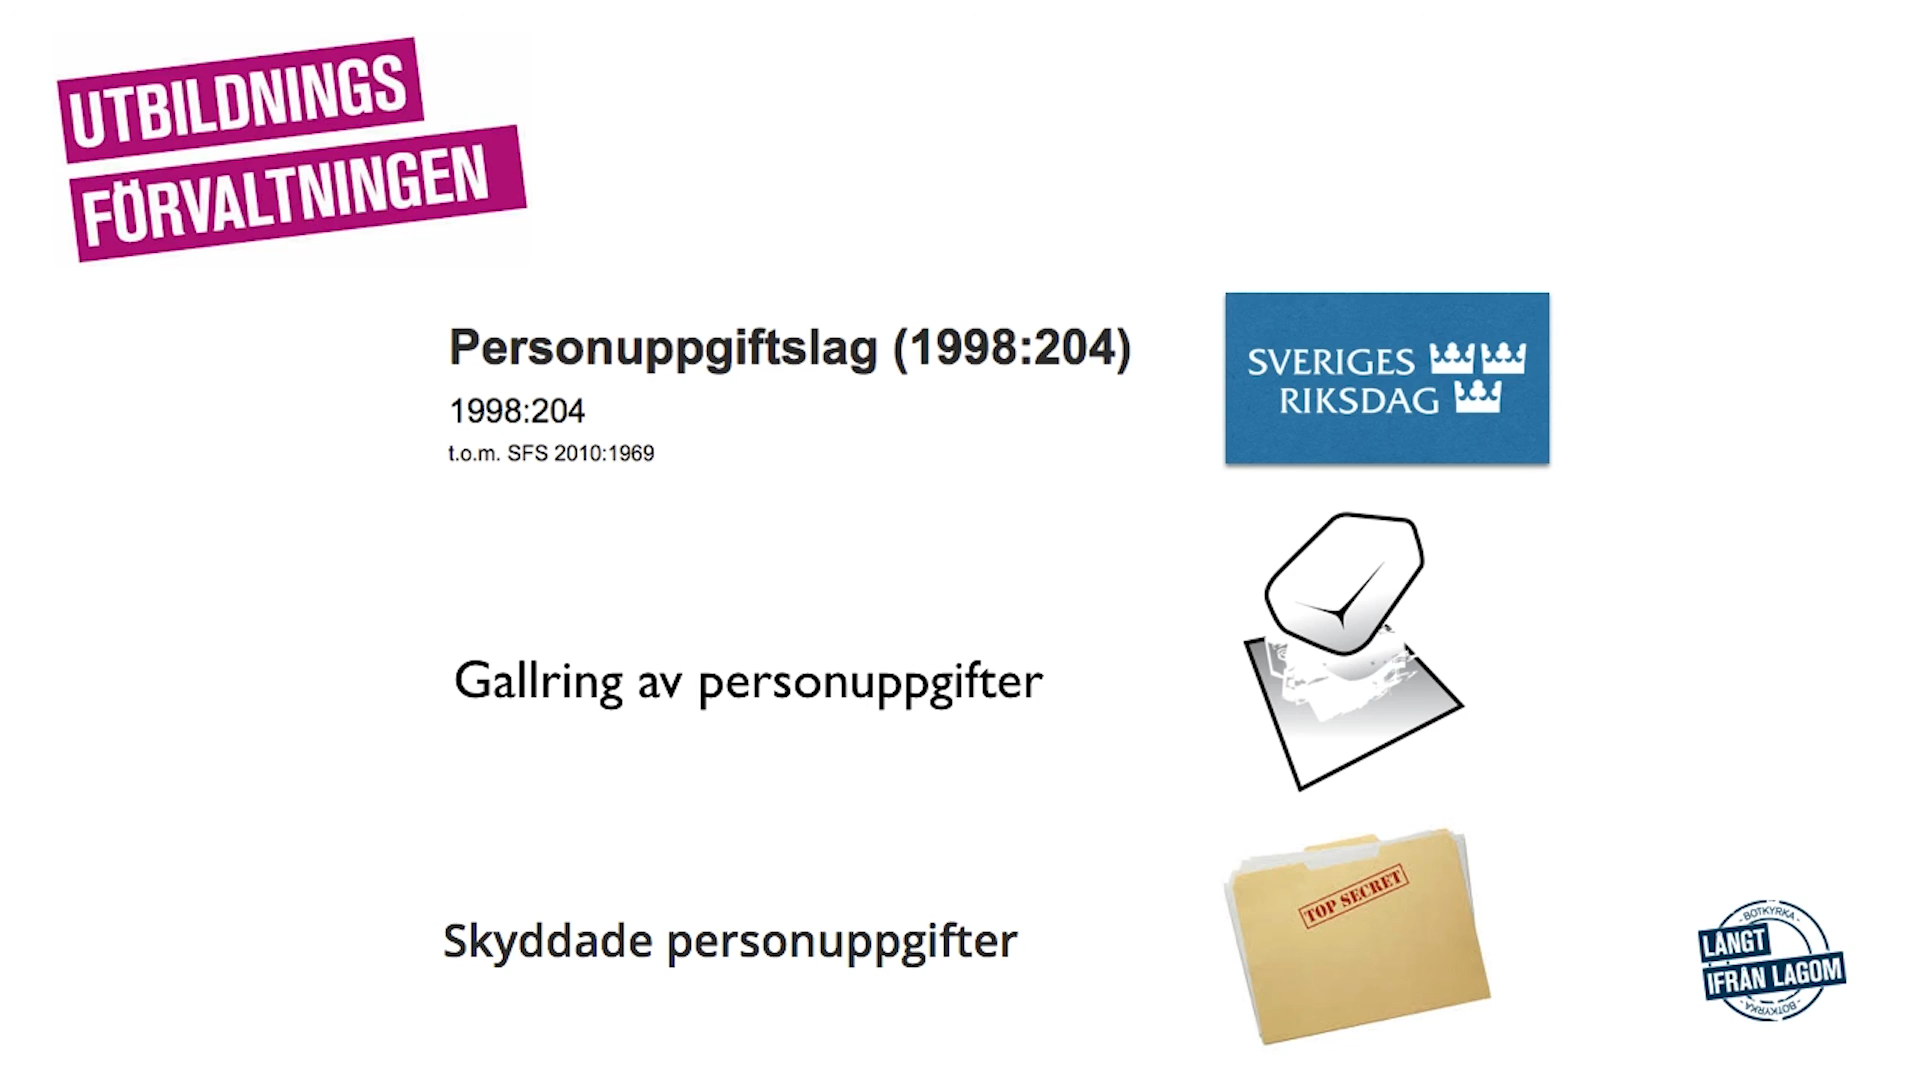 UTBILDNINGS
FÖRVALTNINGEN
Personuppgiftslag (1998:204)
1998:204
t.o.m. SFS 2010:1969
SVERIGES
RIKSDAG
Gallring av personuppgifter
TOP SECRET
Skyddade personuppgifter
- BOTKYRKA -
LÅNGT
IFRÅN LAGOM
- BOTKYRKA -